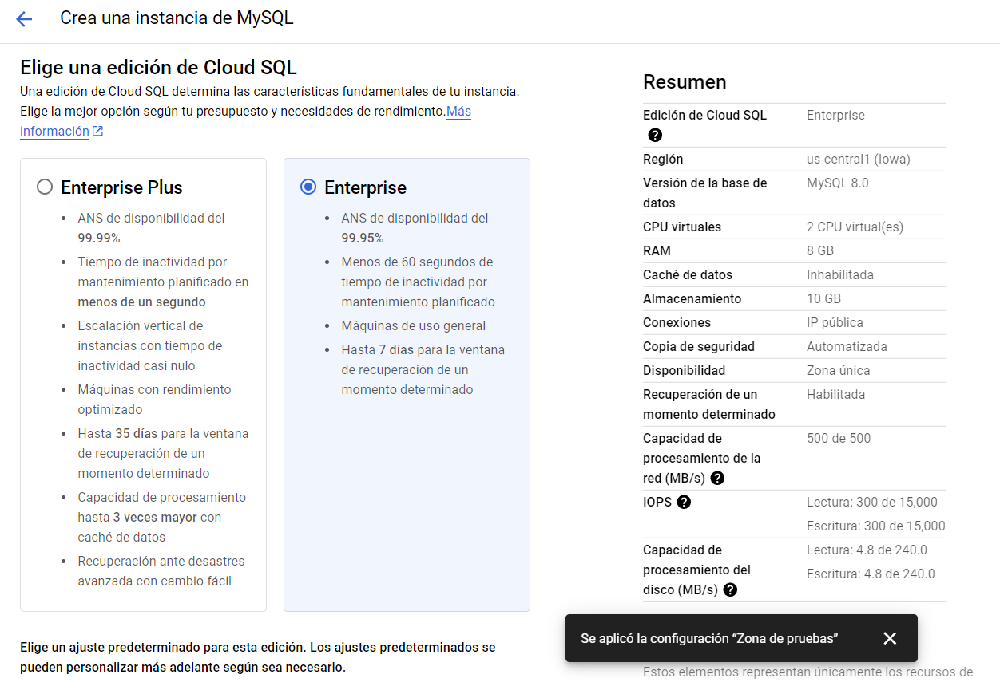 Crea una instancia de MySQL
Elige una edición de Cloud SQL
Una edición de Cloud SQL determina las características fundamentales de tu instancia.
Elige la mejor opción según tu presupuesto y necesidades de rendimiento.Más
información
Enterprise Plus
ANS de disponibilidad del
99.99%
Tiempo de inactividad por
mantenimiento planificado en
menos de un segundo
Escalación vertical de
instancias con tiempo de
inactividad casi nulo
Máquinas con rendimiento
optimizado
Hasta 35 días para la ventana
de recuperación de un
momento determinado
Capacidad de procesamiento
hasta 3 veces mayor con
caché de datos
Recuperación ante desastres
avanzada con cambio fácil
Enterprise
ANS de disponibilidad del
99.95%
Menos de 60 segundos de
tiempo de inactividad por
mantenimiento planificado
Máquinas de uso general
Hasta 7 días para la ventana
de recuperación de un
momento determinado
Elige un ajuste predeterminado para esta edición. Los ajustes predeterminados se
pueden personalizar más adelante según sea necesario.
Resumen
Edición de Cloud SQL Enterprise
Región us-central1 (Iowa)
Versión de la base de MySQL 8.0
datos
CPU virtuales 2 CPU virtual(es)
RAM 8 GB
Caché de datos Inhabilitada
Almacenamiento 10 GB
Conexiones IP pública
Copia de seguridad Automatizada
Disponibilidad Zona única
Recuperación de un Habilitada
momento determinado
Capacidad de 500 de 500
procesamiento de la
red (MB/s)
IOPS Lectura: 300 de 15,000
Escritura: 300 de 15,000
Capacidad de Lectura: 4.8 de 240.0
procesamiento del Escritura: 4.8 de 240.0
disco (MB/s)
Se aplicó la configuración “Zona de pruebas”
Estos elementos representan únicamente los recursos de